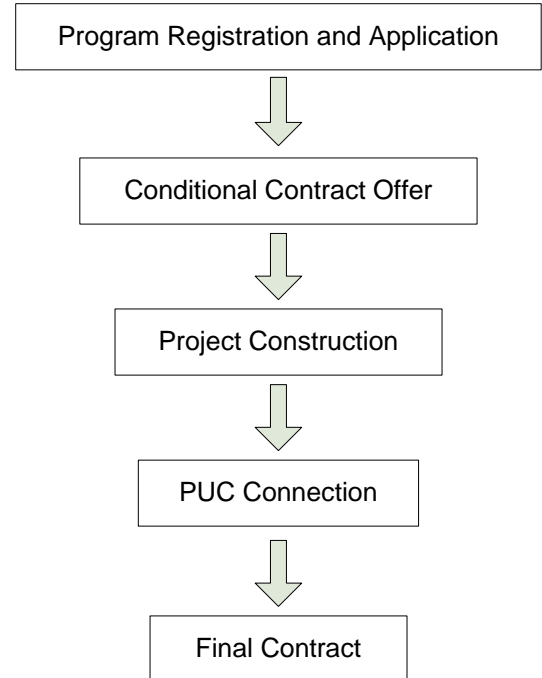 Program Registration and Application
Conditional Contract Offer
Project Construction
PUC Connection
Final Contract